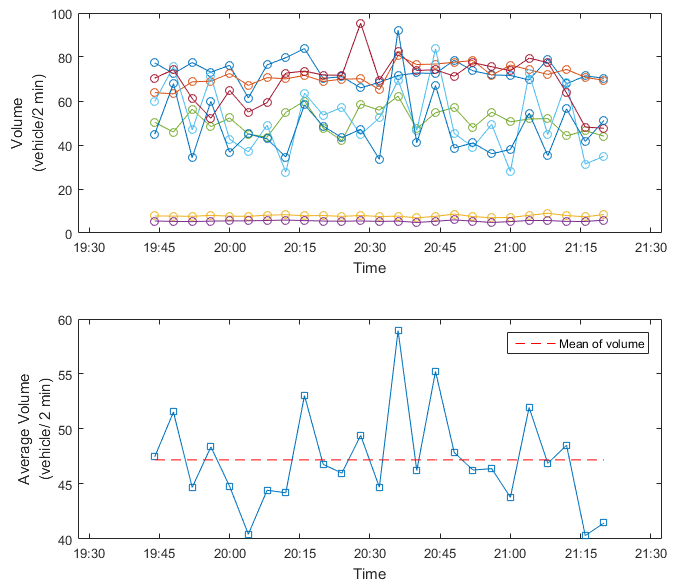 100
80
60
40
20
0
Volume
(vehicle/2 min)
19:30 19:45 20:00 20:15 20:30 20:45 21:00 21:15 21:30
Time
60
55
50
45
40
Average Volume
(vehicle/ 2 min)
Mean of volume
19:30 19:45 20:00 20:15 20:30 20:45 21:00 21:15 21:30
Time